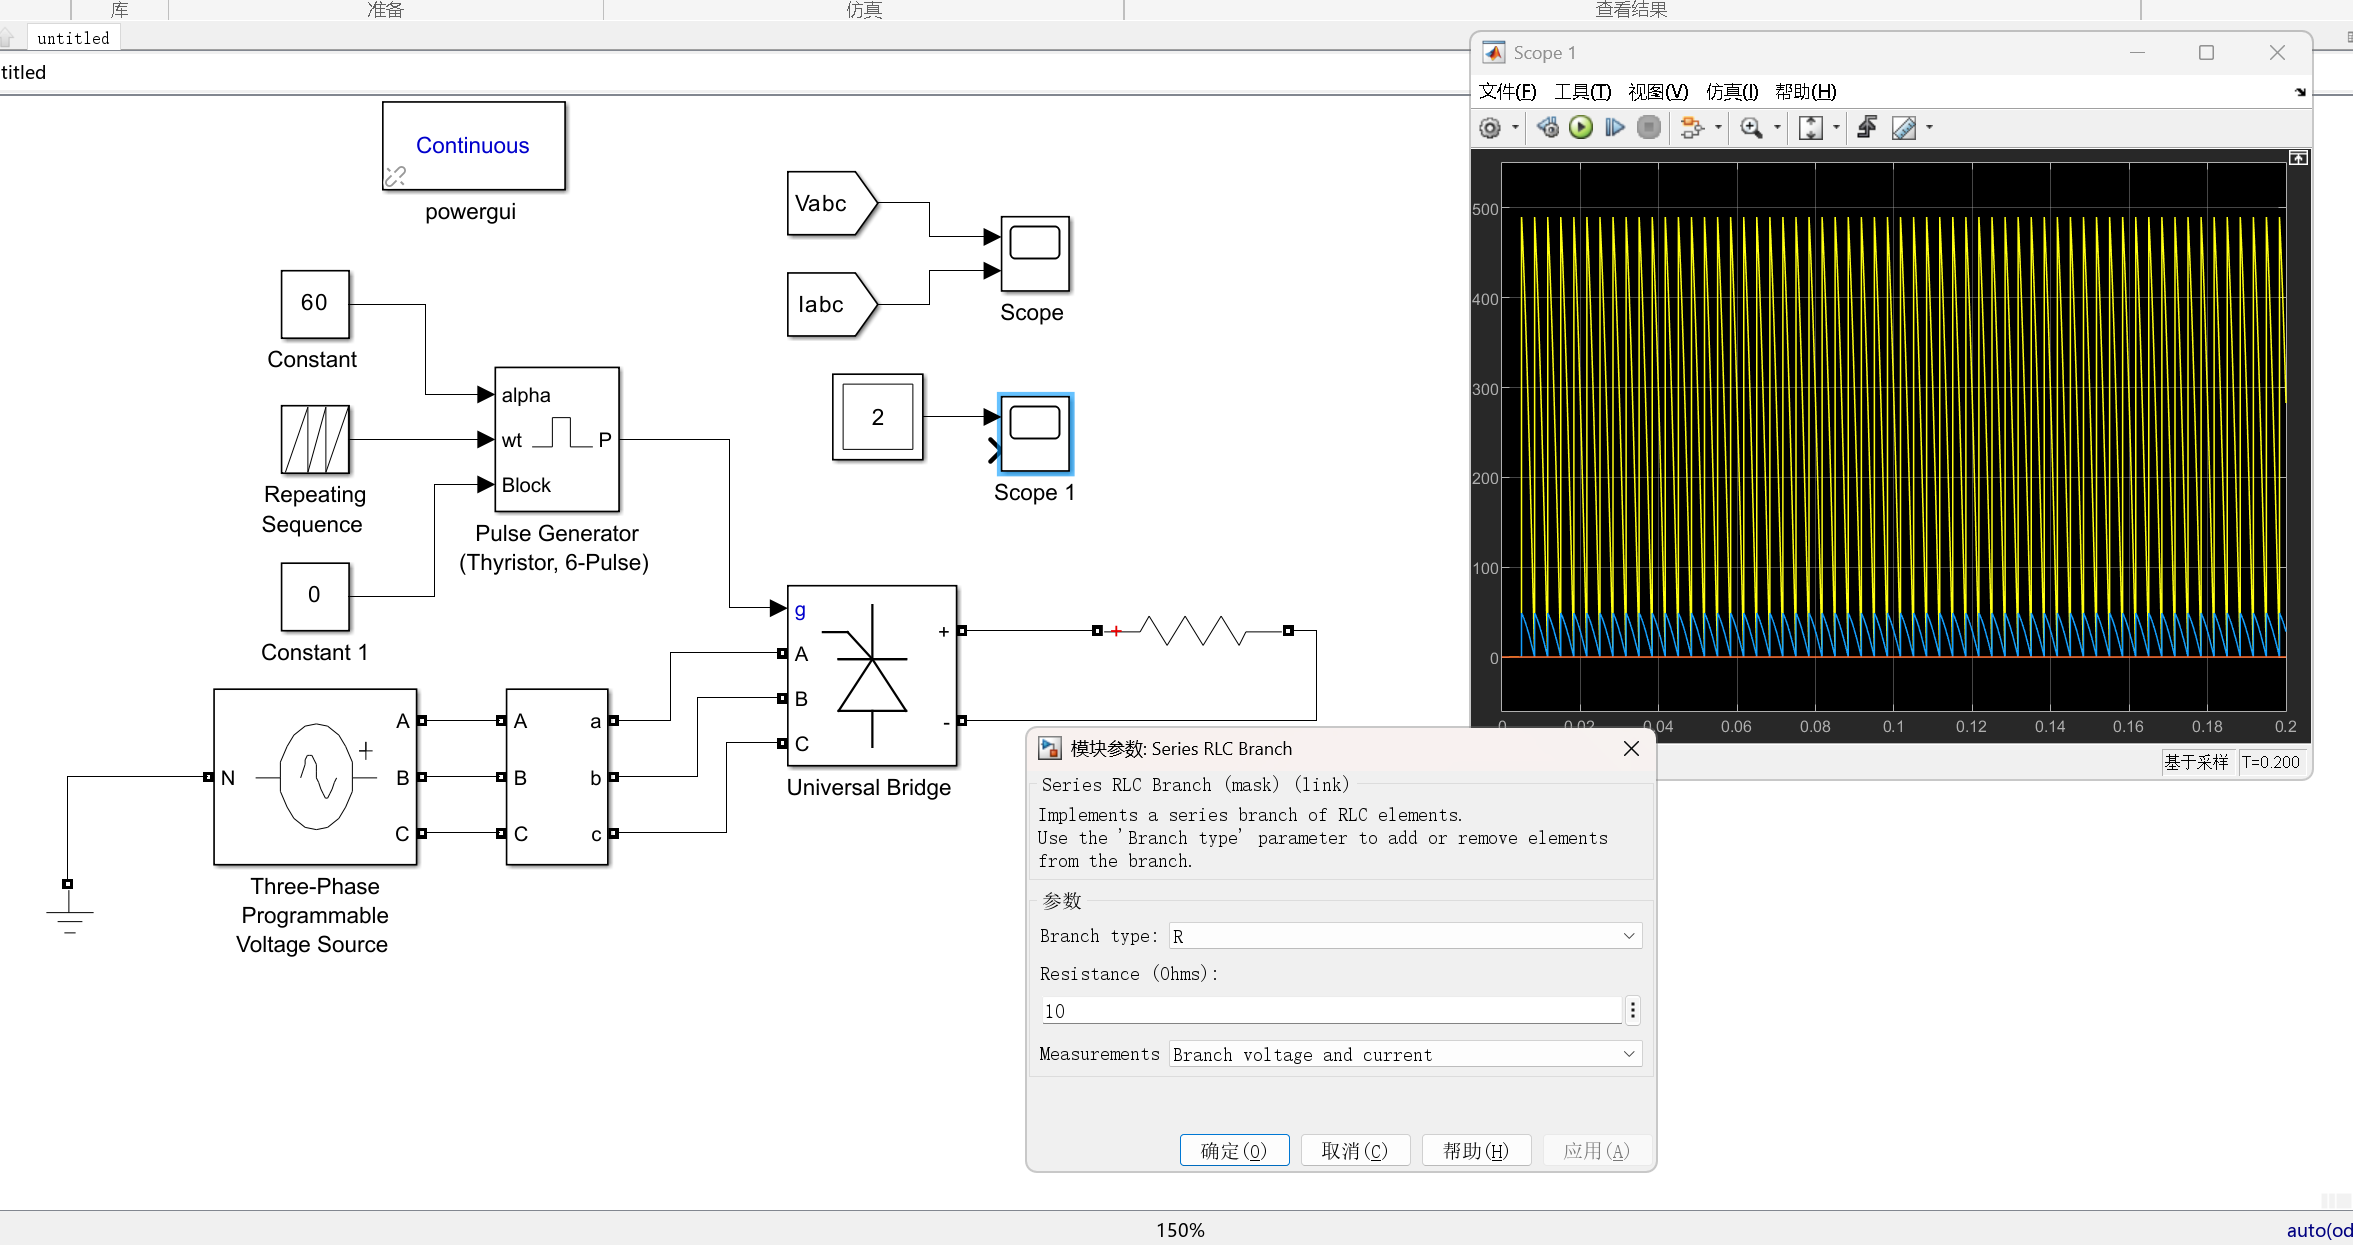 库
准备
仿真
查看结果
untitled
titled
Continuous
powergui
60
Constant
Repeating
Sequence
0
Constant 1
alpha
wt
P
Block
Pulse Generator
(Thyristor, 6-Pulse)
Vabc
Iabc
Scope
2
Scope 1
g
A
B
C
+
-
Universal Bridge
+
N
A
B
C
+
Three-Phase
Programmable
Voltage Source
A
B
C
a
b
c
Scope 1
文件(F) 工具(T) 视图(V) 仿真(I) 帮助(H)
500
400
300
200
100
0
0 0.02 0.04 0.06 0.08 0.1 0.12 0.14 0.16 0.18 0.2
基于采样 T=0.200
模块参数: Series RLC Branch
Series RLC Branch (mask) (link)
Implements a series branch of RLC elements.
Use the 'Branch type' parameter to add or remove elements
from the branch.
参数
Branch type: R
Resistance (Ohms):
10
Measurements Branch voltage and current
确定(O) 取消(C) 帮助(H) 应用(A)
150%
auto(od